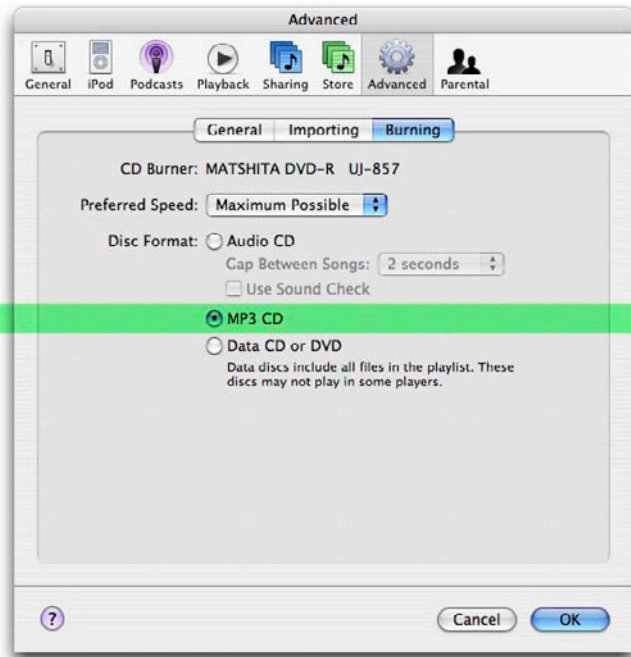 Advanced
General iPod Podcasts Playback Sharing Store Advanced Parental
General Importing Burning
CD Burner: MATSHITA DVD-R UJ-857
Preferred Speed: Maximum Possible
Disc Format: Audio CD
Gap Between Songs: 2 seconds
Use Sound Check
MP3 CD
Data CD or DVD
Data discs include all files in the playlist. These
discs may not play in some players.
? Cancel OK